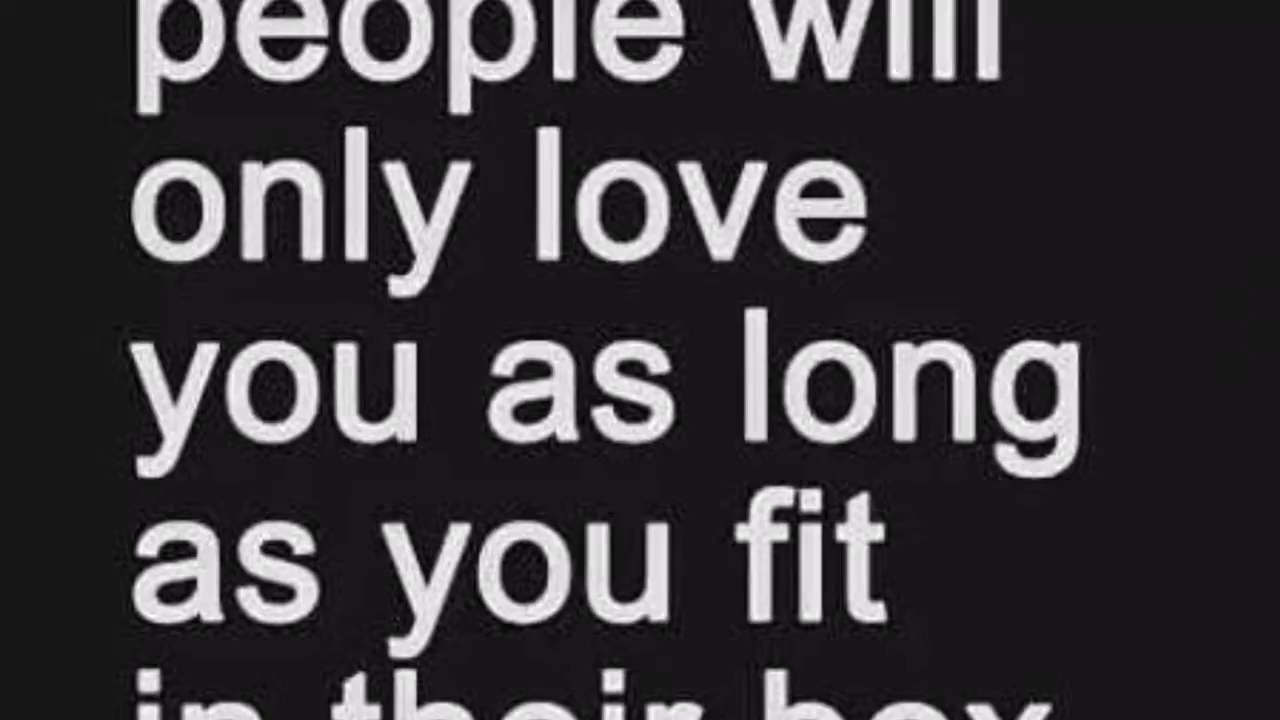 people will
only love
you as long
as you fit
in their box